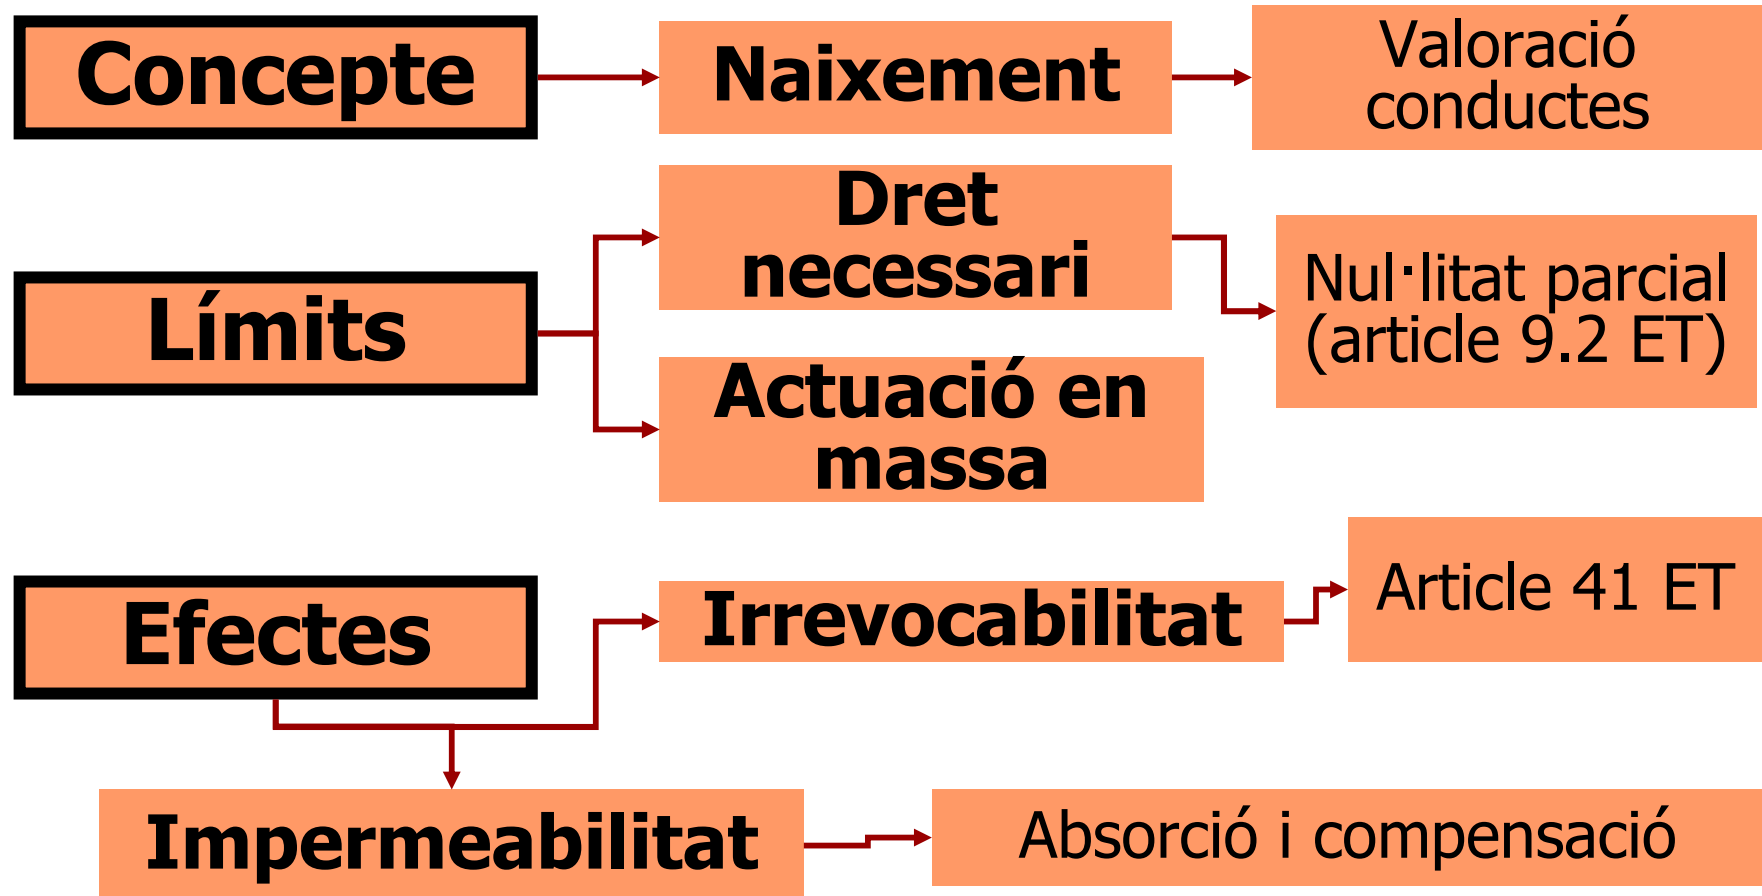 Concepte
Naixement
Valoració
conductes
Límits
Dret
necessari
Nul·litat parcial
(article 9.2 ET)
Actuació en
massa
Efectes
Irrevocabilitat
Article 41 ET
Impermeabilitat
Absorció i compensació